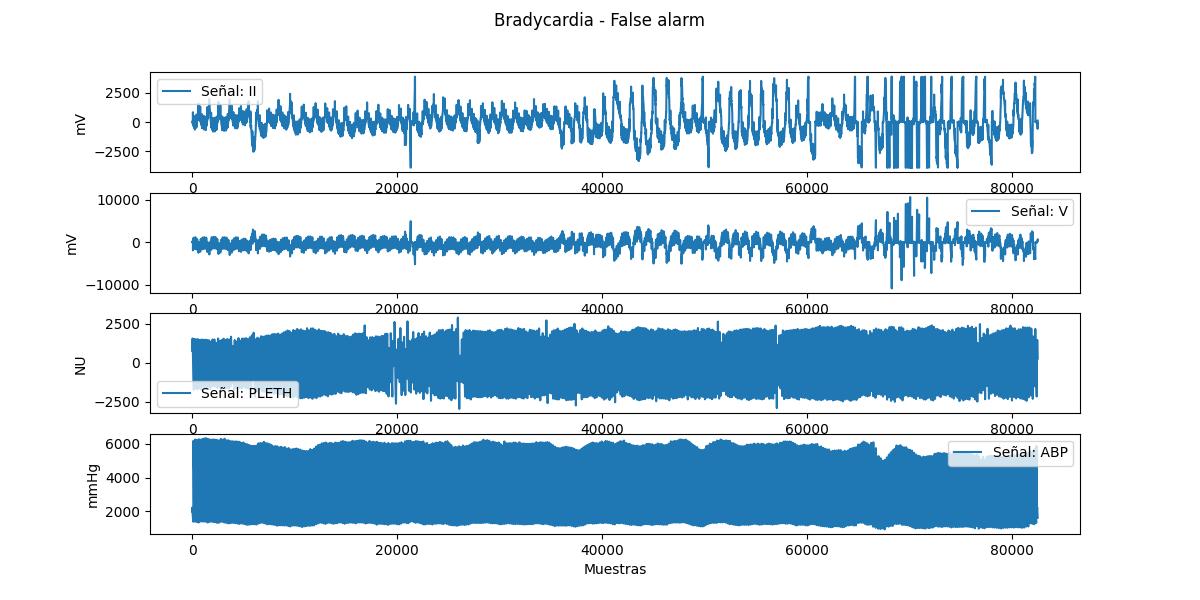 Bradycardia - False alarm
2500
0
−2500
mV
Señal: II
0 20000 40000 60000 80000
10000
0
−10000
mV
Señal: V
0 20000 40000 60000 80000
2500
0
−2500
NU
Señal: PLETH
0 20000 40000 60000 80000
6000
4000
2000
mmHg
Señal: ABP
0 20000 40000 60000 80000
Muestras